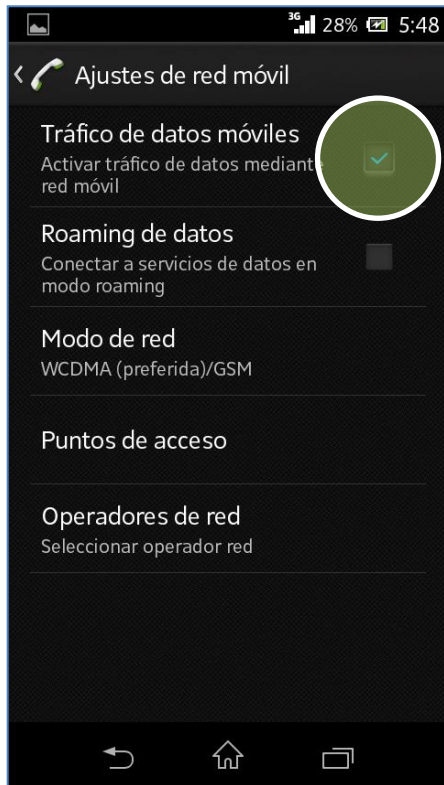 3G 28% 5:48
Ajustes de red móvil
Tráfico de datos móviles
Activar tráfico de datos mediante
red móvil
Roaming de datos
Conectar a servicios de datos en
modo roaming
Modo de red
WCDMA (preferida)/GSM
Puntos de acceso
Operadores de red
Seleccionar operador red